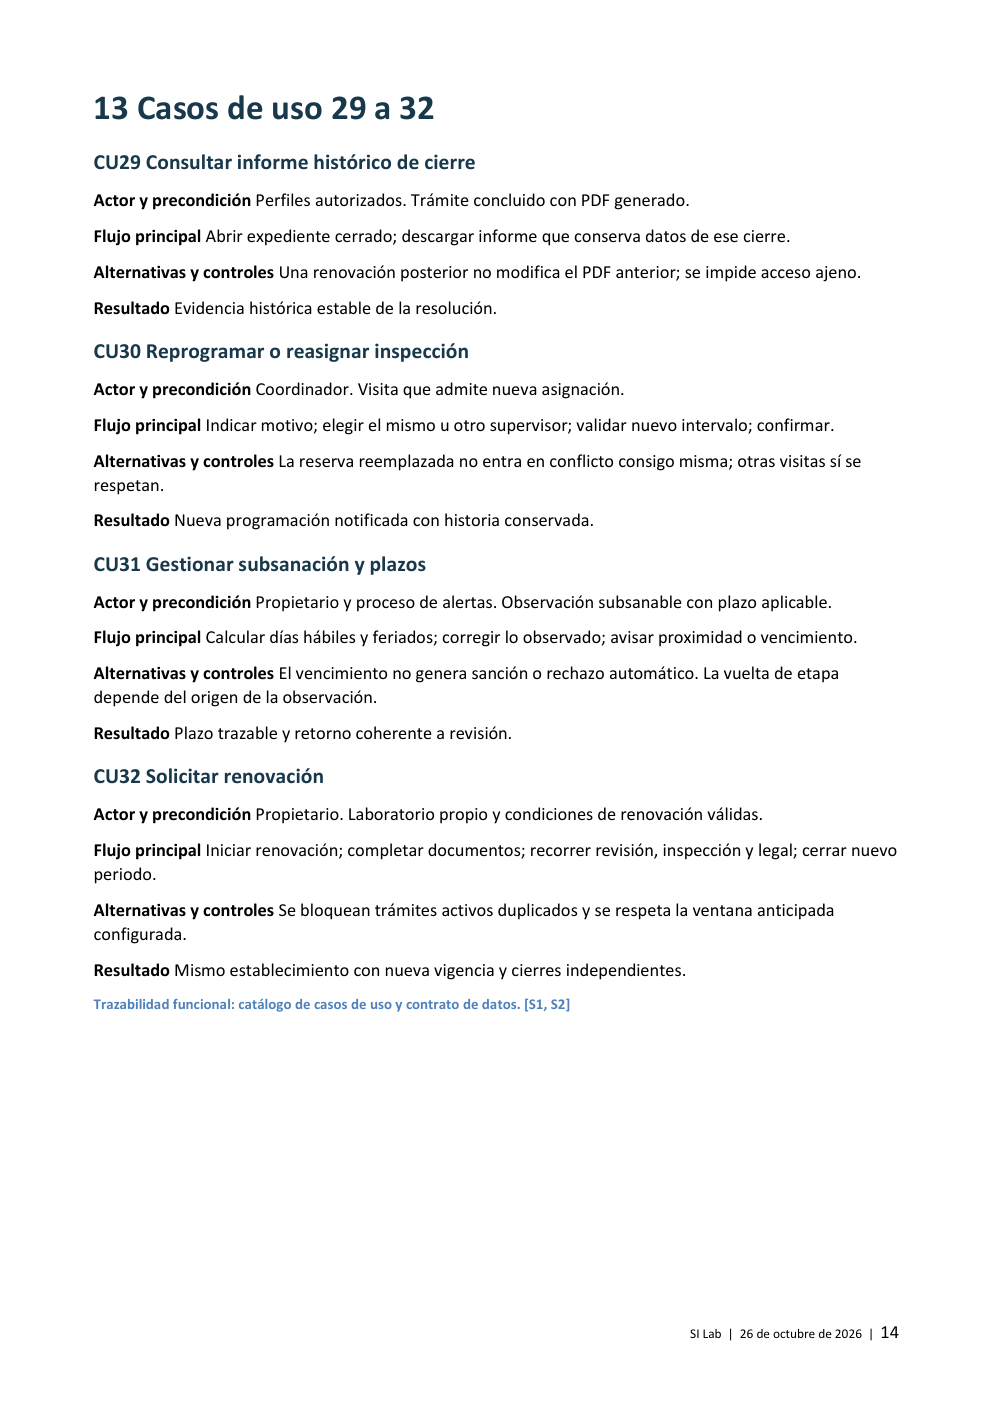 13 Casos de uso 29 a 32
CU29 Consultar informe histórico de cierre
Actor y precondición Perfiles autorizados. Trámite concluido con PDF generado.
Flujo principal Abrir expediente cerrado; descargar informe que conserva datos de ese cierre.
Alternativas y controles Una renovación posterior no modifica el PDF anterior; se impide acceso ajeno.
Resultado Evidencia histórica estable de la resolución.
CU30 Reprogramar o reasignar inspección
Actor y precondición Coordinador. Visita que admite nueva asignación.
Flujo principal Indicar motivo; elegir el mismo u otro supervisor; validar nuevo intervalo; confirmar.
Alternativas y controles La reserva reemplazada no entra en conflicto consigo misma; otras visitas sí se
respetan.
Resultado Nueva programación notificada con historia conservada.
CU31 Gestionar subsanación y plazos
Actor y precondición Propietario y proceso de alertas. Observación subsanable con plazo aplicable.
Flujo principal Calcular días hábiles y feriados; corregir lo observado; avisar proximidad o vencimiento.
Alternativas y controles El vencimiento no genera sanción o rechazo automático. La vuelta de etapa
depende del origen de la observación.
Resultado Plazo trazable y retorno coherente a revisión.
CU32 Solicitar renovación
Actor y precondición Propietario. Laboratorio propio y condiciones de renovación válidas.
Flujo principal Iniciar renovación; completar documentos; recorrer revisión, inspección y legal; cerrar nuevo
periodo.
Alternativas y controles Se bloquean trámites activos duplicados y se respeta la ventana anticipada
configurada.
Resultado Mismo establecimiento con nueva vigencia y cierres independientes.
Trazabilidad funcional: catálogo de casos de uso y contrato de datos. [S1, S2]
SI Lab | 26 de octubre de 2026 | 14